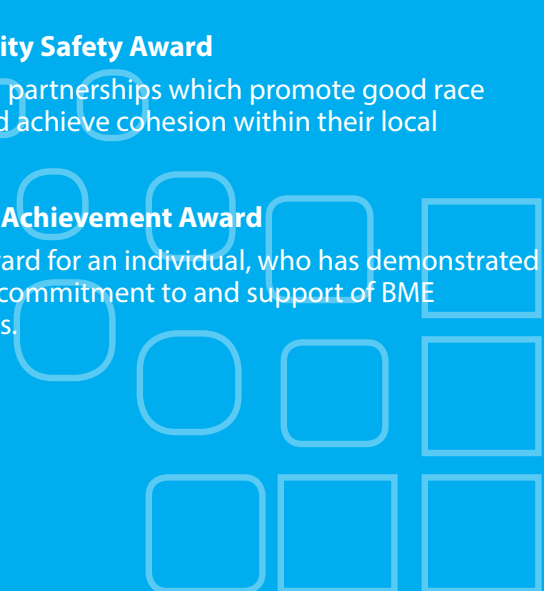 ity Safety Award
partnerships which promote good race
d achieve cohesion within their local
Achievement Award
ard for an individual, who has demonstrated
commitment to and support of BME
s.